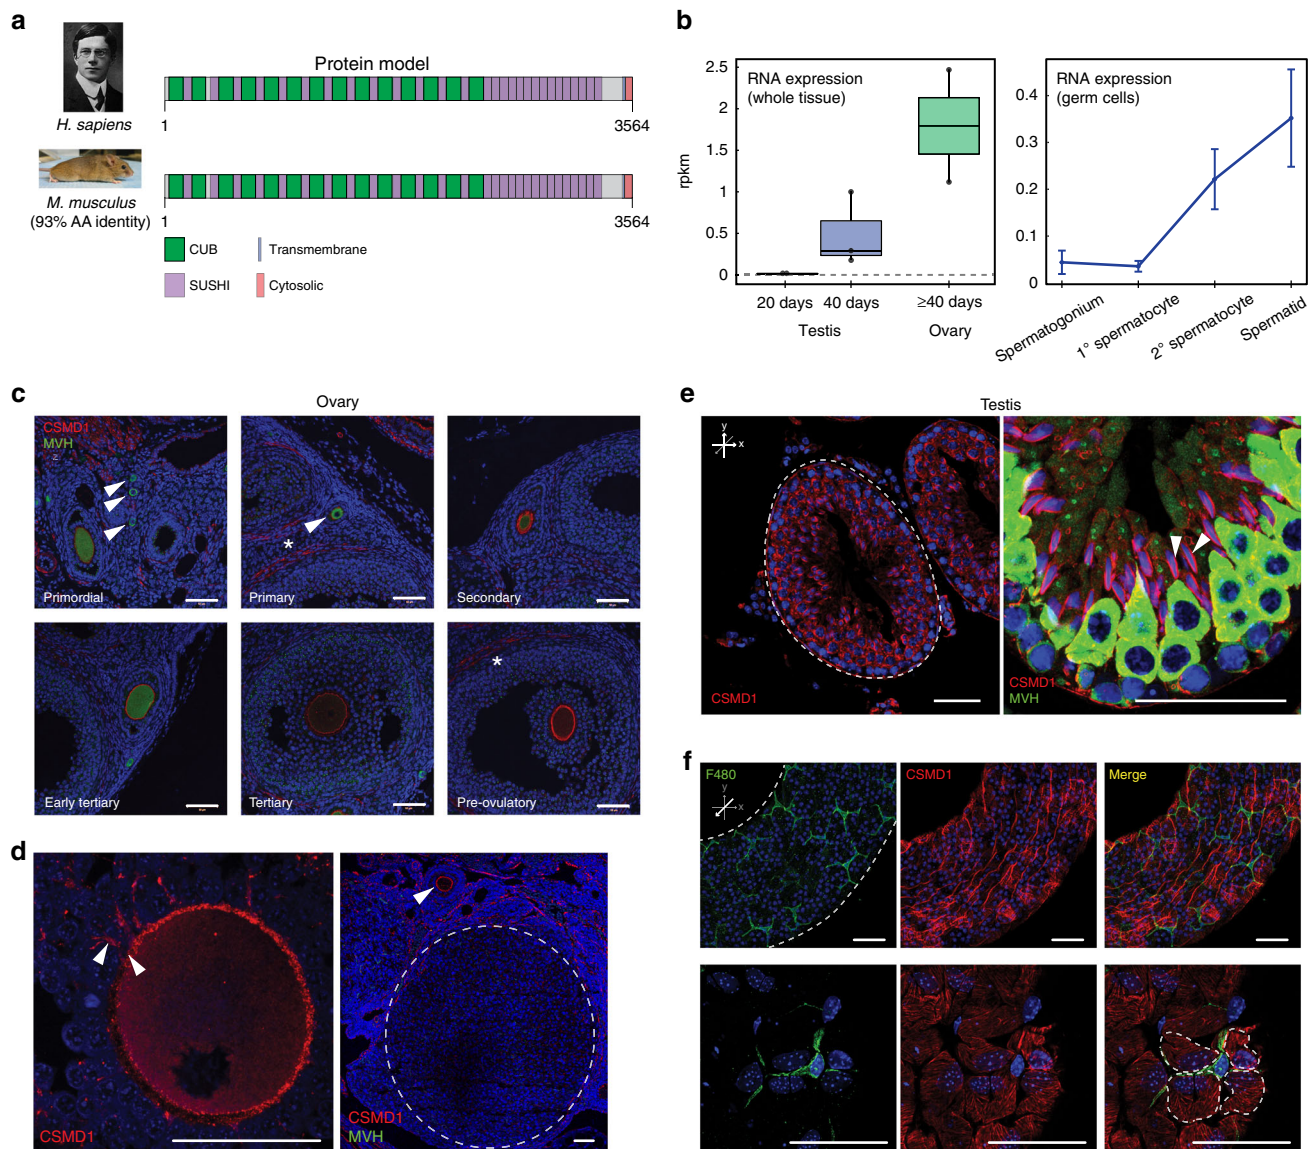 a
Protein model
H. sapiens
1
3564
M. musculus
(93% AA identity)
1
3564
CUB
Transmembrane
SUSHI
Cytosolic
b
RNA expression
(whole tissue)
rpkm
2.5
2
1.5
1
0.5
0
20 days
40 days
≥40 days
Testis
Ovary
RNA expression
(germ cells)
0.4
0.3
0.2
0.1
0
Spermatogonium
1° spermatocyte
2° spermatocyte
Spermatid
c
Ovary
CSMD1
MVH
Primordial
*
Primary
Secondary
Early tertiary
Tertiary
*
Pre-ovulatory
d
CSMD1
CSMD1
MVH
e
Testis
y
x
CSMD1
CSMD1
MVH
f
F480
y
x
CSMD1
Merge